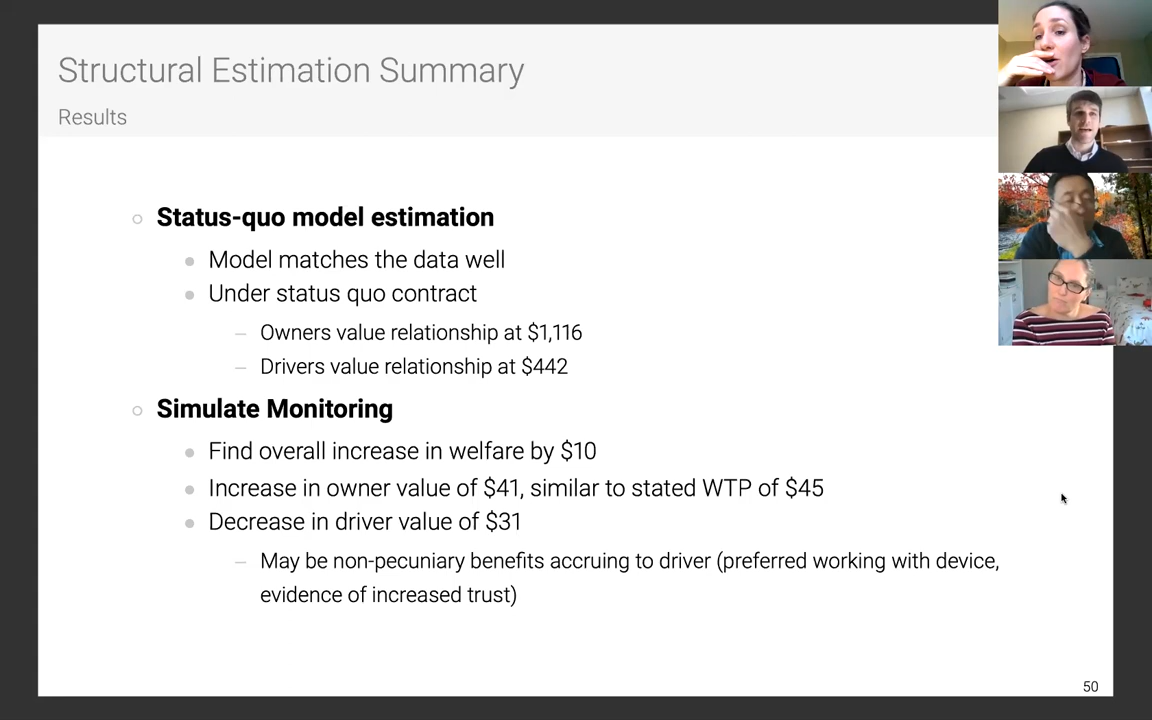 Structural Estimation Summary
Results
Status-quo model estimation
Model matches the data well
Under status quo contract
Owners value relationship at $1,116
Drivers value relationship at $442
Simulate Monitoring
Find overall increase in welfare by $10
Increase in owner value of $41, similar to stated WTP of $45
Decrease in driver value of $31
May be non-pecuniary benefits accruing to driver (preferred working with device,
evidence of increased trust)
50